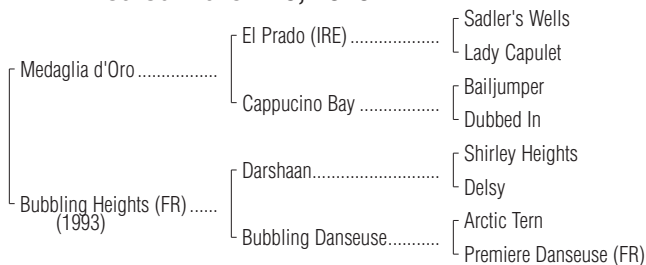 Sadler's Wells
El Prado (IRE) ....................
Lady Capulet
Medaglia d'Oro .................
Bailjumper
Cappucino Bay ..................
Dubbed In
Shirley Heights
Darshaan............................
Delsy
Bubbling Heights (FR) ......
(1993)
Arctic Tern
Bubbling Danseuse...........
Premiere Danseuse (FR)